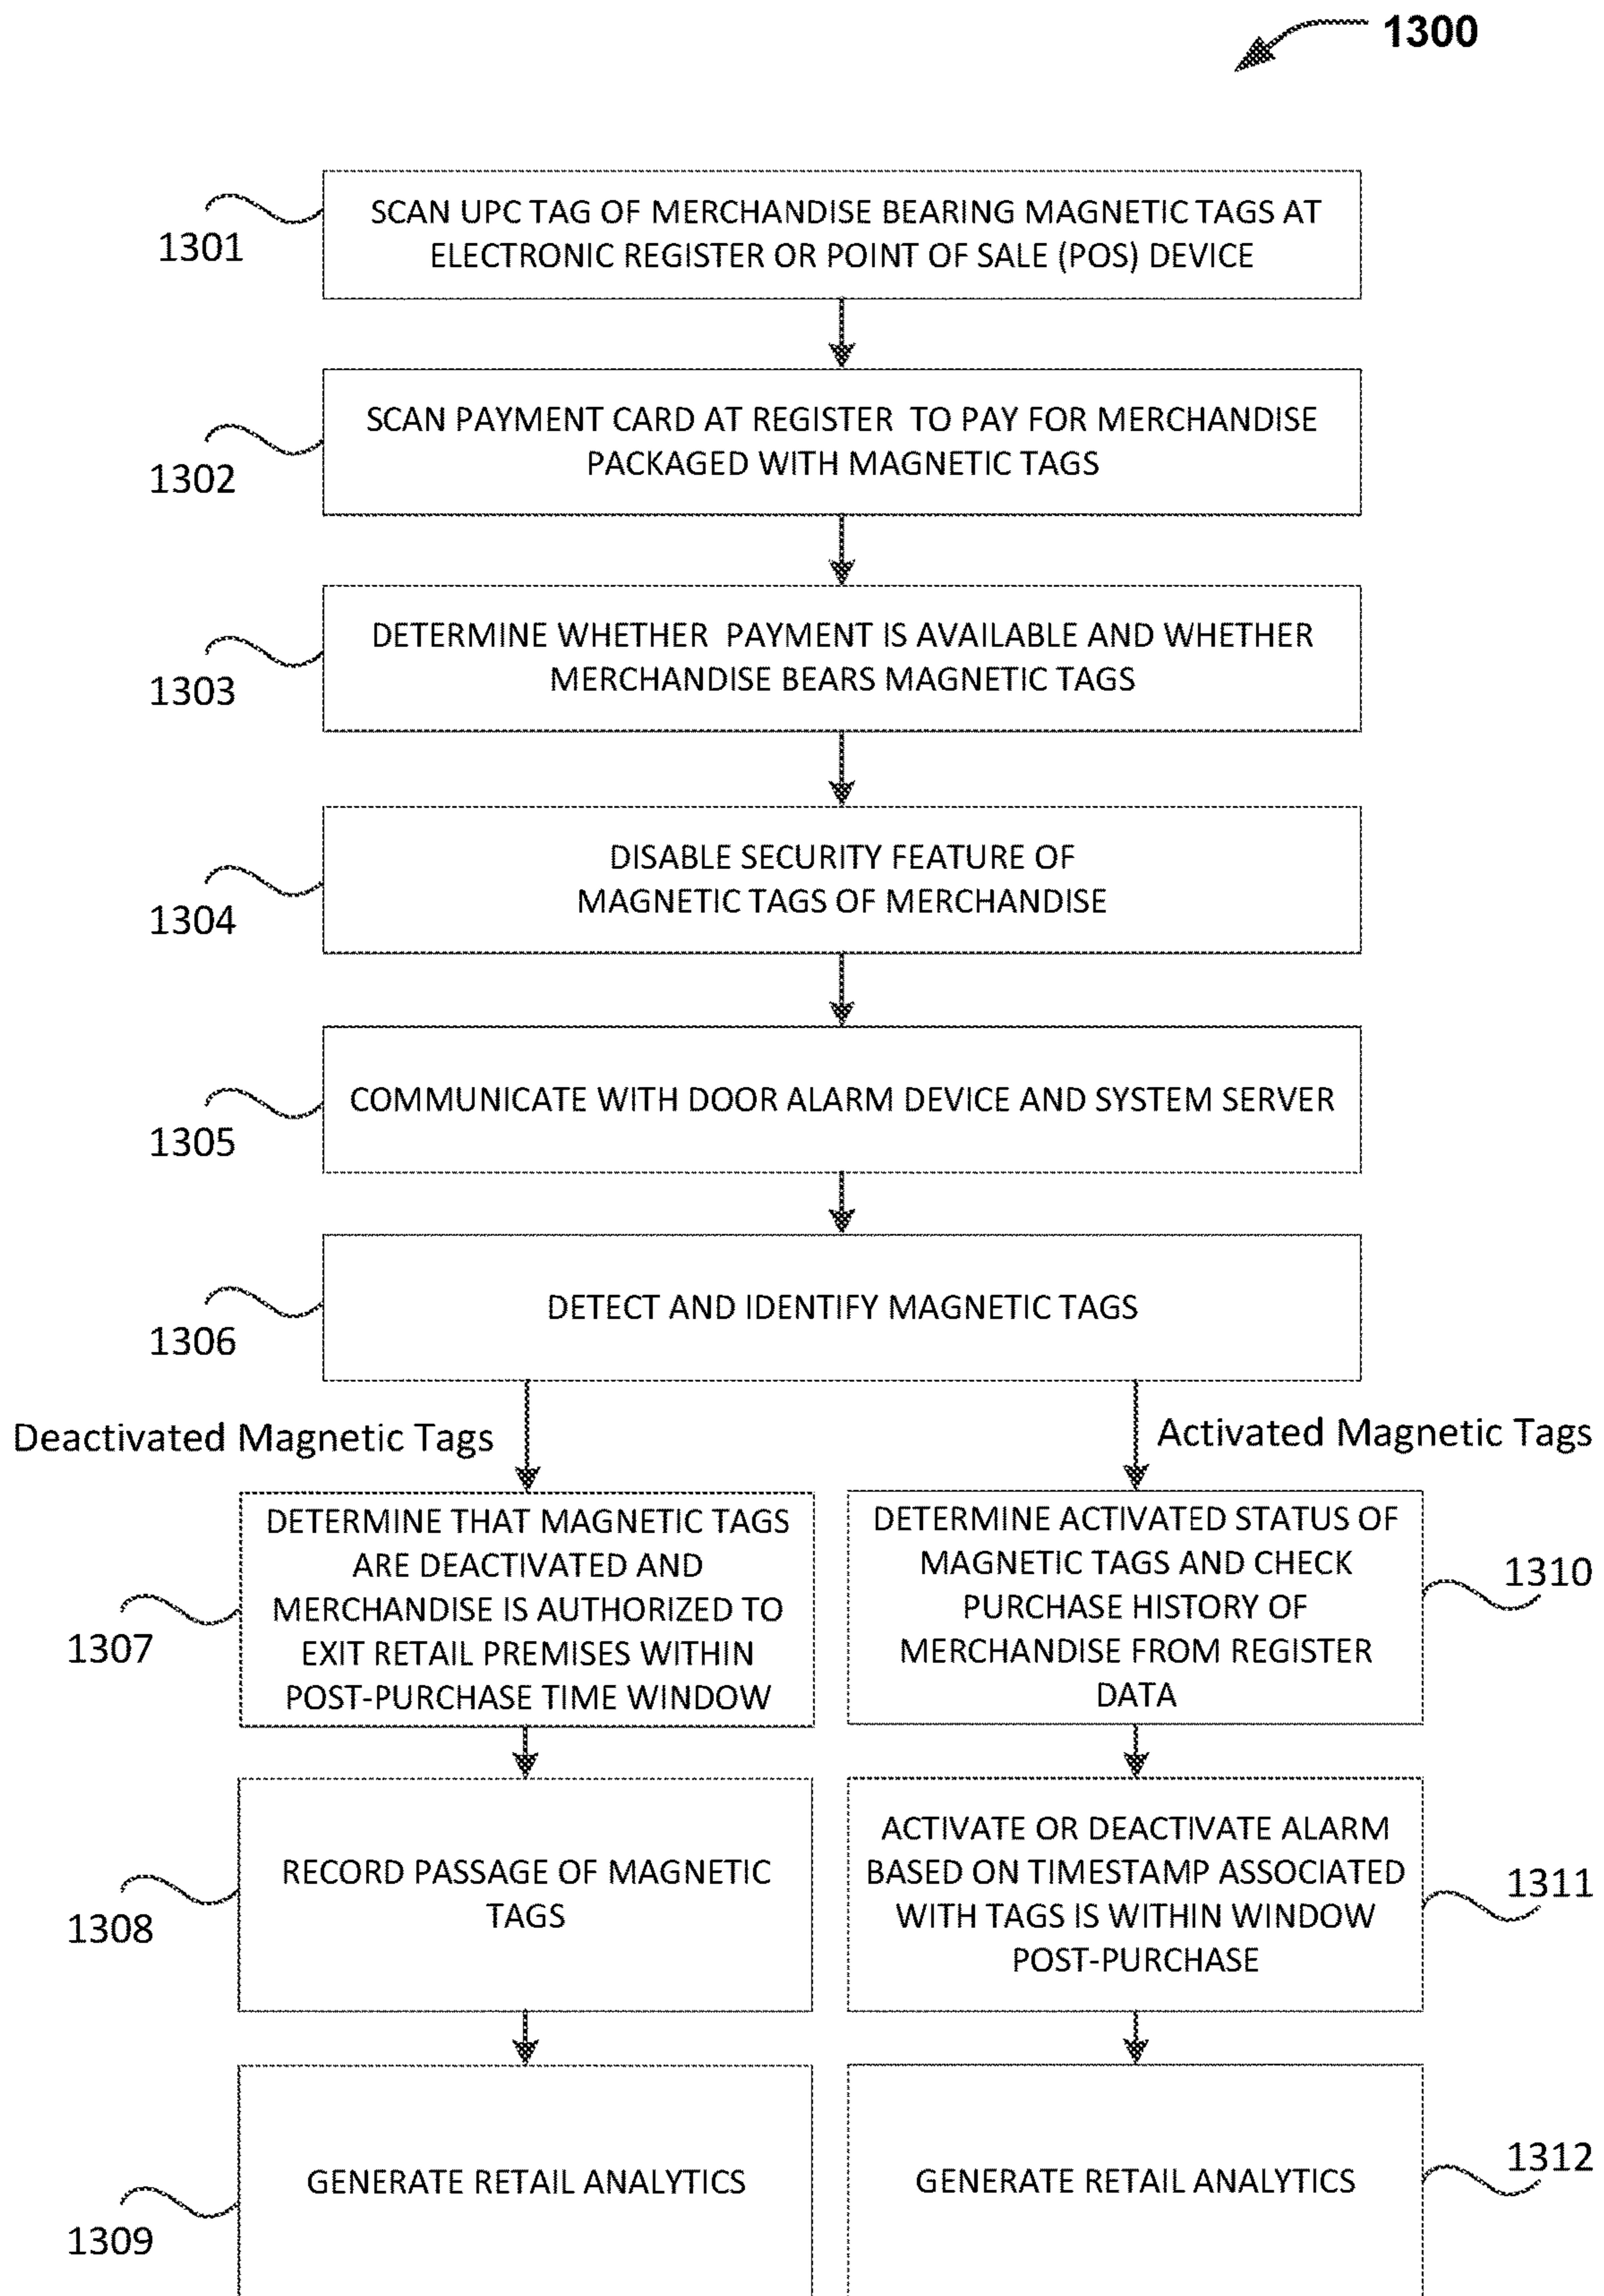 1300
SCAN UPC TAG OF MERCHANDISE BEARING MAGNETIC TAGS AT
ELECTRONIC REGISTER OR POINT OF SALE (POS) DEVICE
1301
SCAN PAYMENT CARD AT REGISTER TO PAY FOR MERCHANDISE
PACKAGED WITH MAGNETIC TAGS
1302
DETERMINE WHETHER PAYMENT IS AVAILABLE AND WHETHER
MERCHANDISE BEARS MAGNETIC TAGS
1303
DISABLE SECURITY FEATURE OF
MAGNETIC TAGS OF MERCHANDISE
1304
COMMUNICATE WITH DOOR ALARM DEVICE AND SYSTEM SERVER
1305
DETECT AND IDENTIFY MAGNETIC TAGS
1306
Deactivated Magnetic Tags
DETERMINE THAT MAGNETIC TAGS
ARE DEACTIVATED AND
MERCHANDISE IS AUTHORIZED TO
EXIT RETAIL PREMISES WITHIN
POST-PURCHASE TIME WINDOW
1307
RECORD PASSAGE OF MAGNETIC
TAGS
1308
GENERATE RETAIL ANALYTICS
1309
Activated Magnetic Tags
DETERMINE ACTIVATED STATUS OF
MAGNETIC TAGS AND CHECK
PURCHASE HISTORY OF
MERCHANDISE FROM REGISTER
DATA
1310
ACTIVATE OR DEACTIVATE ALARM
BASED ON TIMESTAMP ASSOCIATED
WITH TAGS IS WITHIN WINDOW
POST-PURCHASE
1311
GENERATE RETAIL ANALYTICS
1312